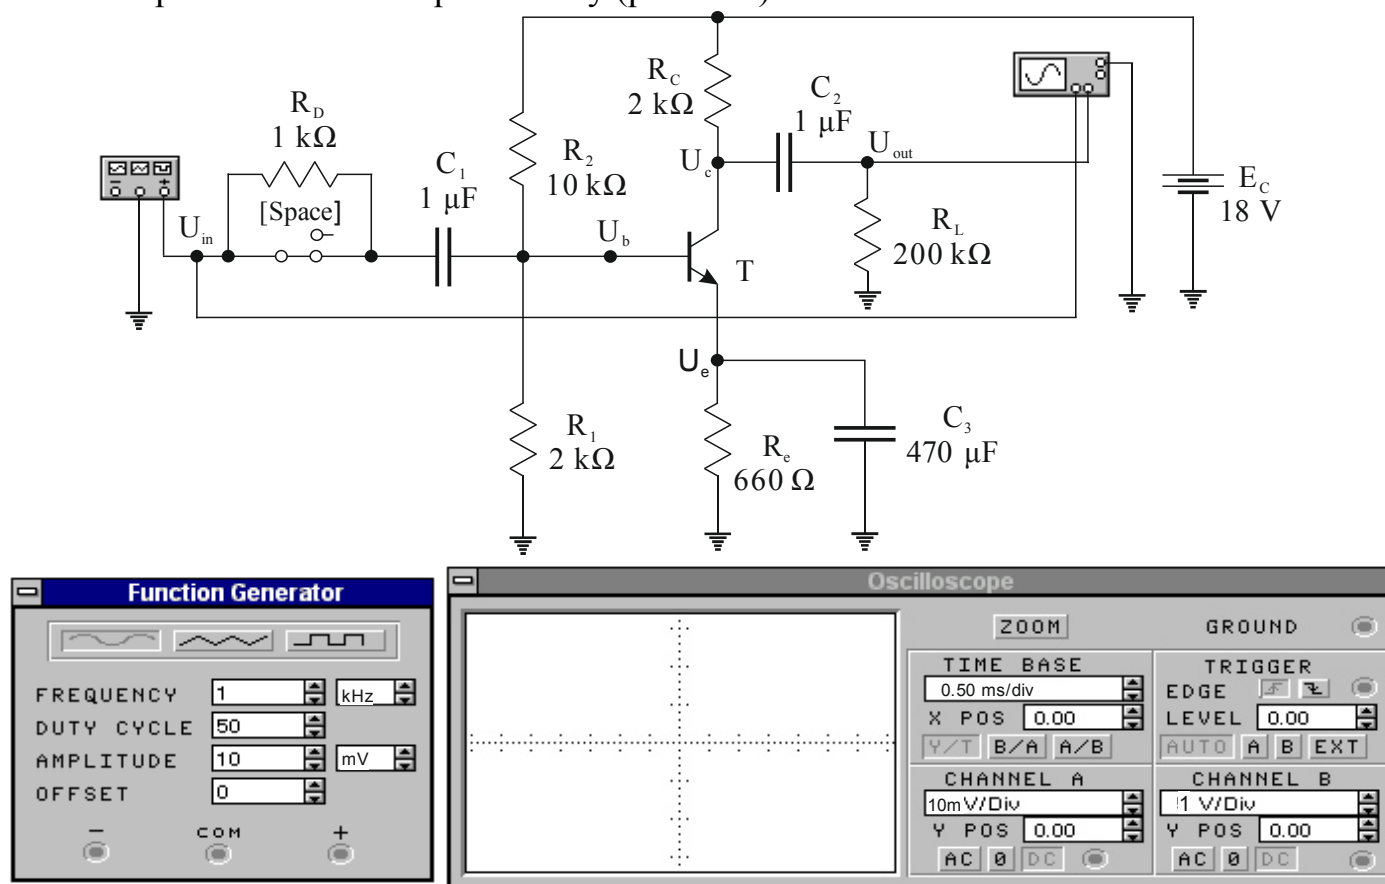 R_C
2 kΩ
C_2
1 μF
R_D
1 kΩ
U_out
C_1
1 μF
R_2
10 kΩ
U_c
E_C
18 V
[Space]
U_in
U_b
R_L
200 kΩ
T
U_e
R_1
2 kΩ
R_e
660 Ω
C_3
470 μF
Function Generator
FREQUENCY 1 kHz
DUTY CYCLE 50
AMPLITUDE 10 mV
OFFSET 0
− COM +
Oscilloscope
ZOOM GROUND
TIME BASE
0.50 ms/div
X POS 0.00
Y/T B/A A/B
TRIGGER
EDGE
LEVEL 0.00
AUTO A B EXT
CHANNEL A
10mV/Div
Y POS 0.00
AC 0 DC
CHANNEL B
1 V/Div
Y POS 0.00
AC 0 DC